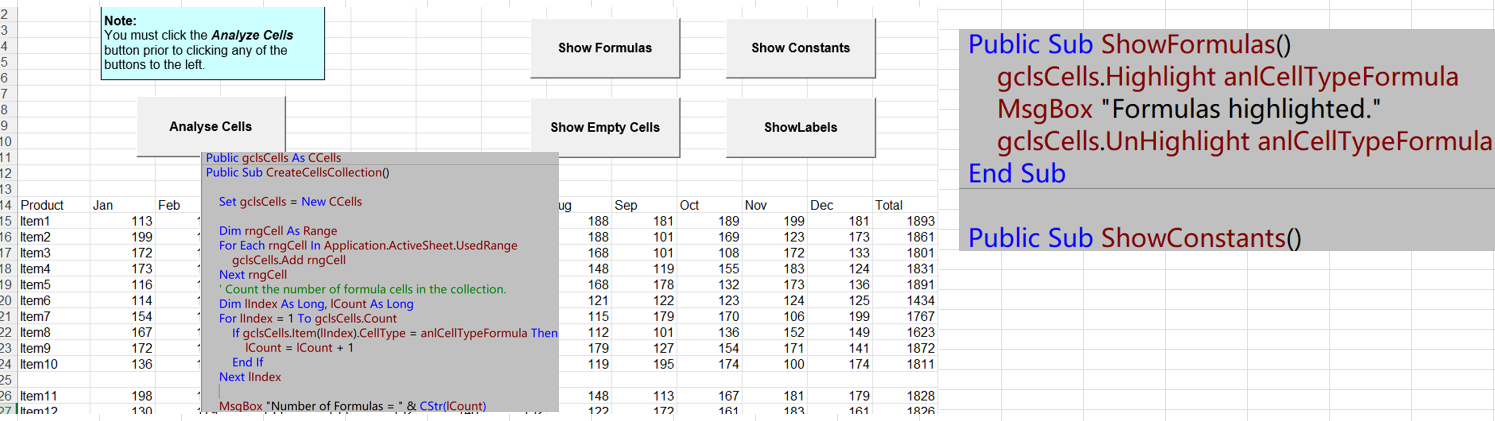 Note:
You must click the Analyze Cells
button prior to clicking any of the
buttons to the left.
Show Formulas
Show Constants
Analyse Cells
Show Empty Cells
ShowLabels
Public gclsCells As CCells
Public Sub CreateCellsCollection()
Set gclsCells = New CCells
Dim rngCell As Range
For Each rngCell In Application.ActiveSheet.UsedRange
gclsCells.Add rngCell
Next rngCell
' Count the number of formula cells in the collection.
Dim lIndex As Long, lCount As Long
For lIndex = 1 To gclsCells.Count
If gclsCells.Item(lIndex).CellType = anlCellTypeFormula Then
lCount = lCount + 1
End If
Next lIndex
MsgBox "Number of Formulas = " & CStr(lCount)
2
3
4
5
6
7
8
9
10
11
12
13
14 Product Jan Feb Sep Oct Nov Dec Total
15 Item1 113 188 181 189 199 181 1893
16 Item2 199 188 101 169 123 173 1861
17 Item3 172 168 101 108 172 133 1801
18 Item4 173 148 119 155 183 124 1831
19 Item5 116 168 178 132 173 136 1891
20 Item6 114 121 122 123 124 125 1434
21 Item7 154 115 179 170 106 199 1767
22 Item8 167 112 101 136 152 149 1623
23 Item9 172 179 127 154 171 141 1872
24 Item10 136 119 195 174 100 174 1811
25
26 Item11 198 148 113 167 181 179 1828
27 Item12 130 122 172 161 183 161 1826
Public Sub ShowFormulas()
gclsCells.Highlight anlCellTypeFormula
MsgBox "Formulas highlighted."
gclsCells.UnHighlight anlCellTypeFormula
End Sub
Public Sub ShowConstants()